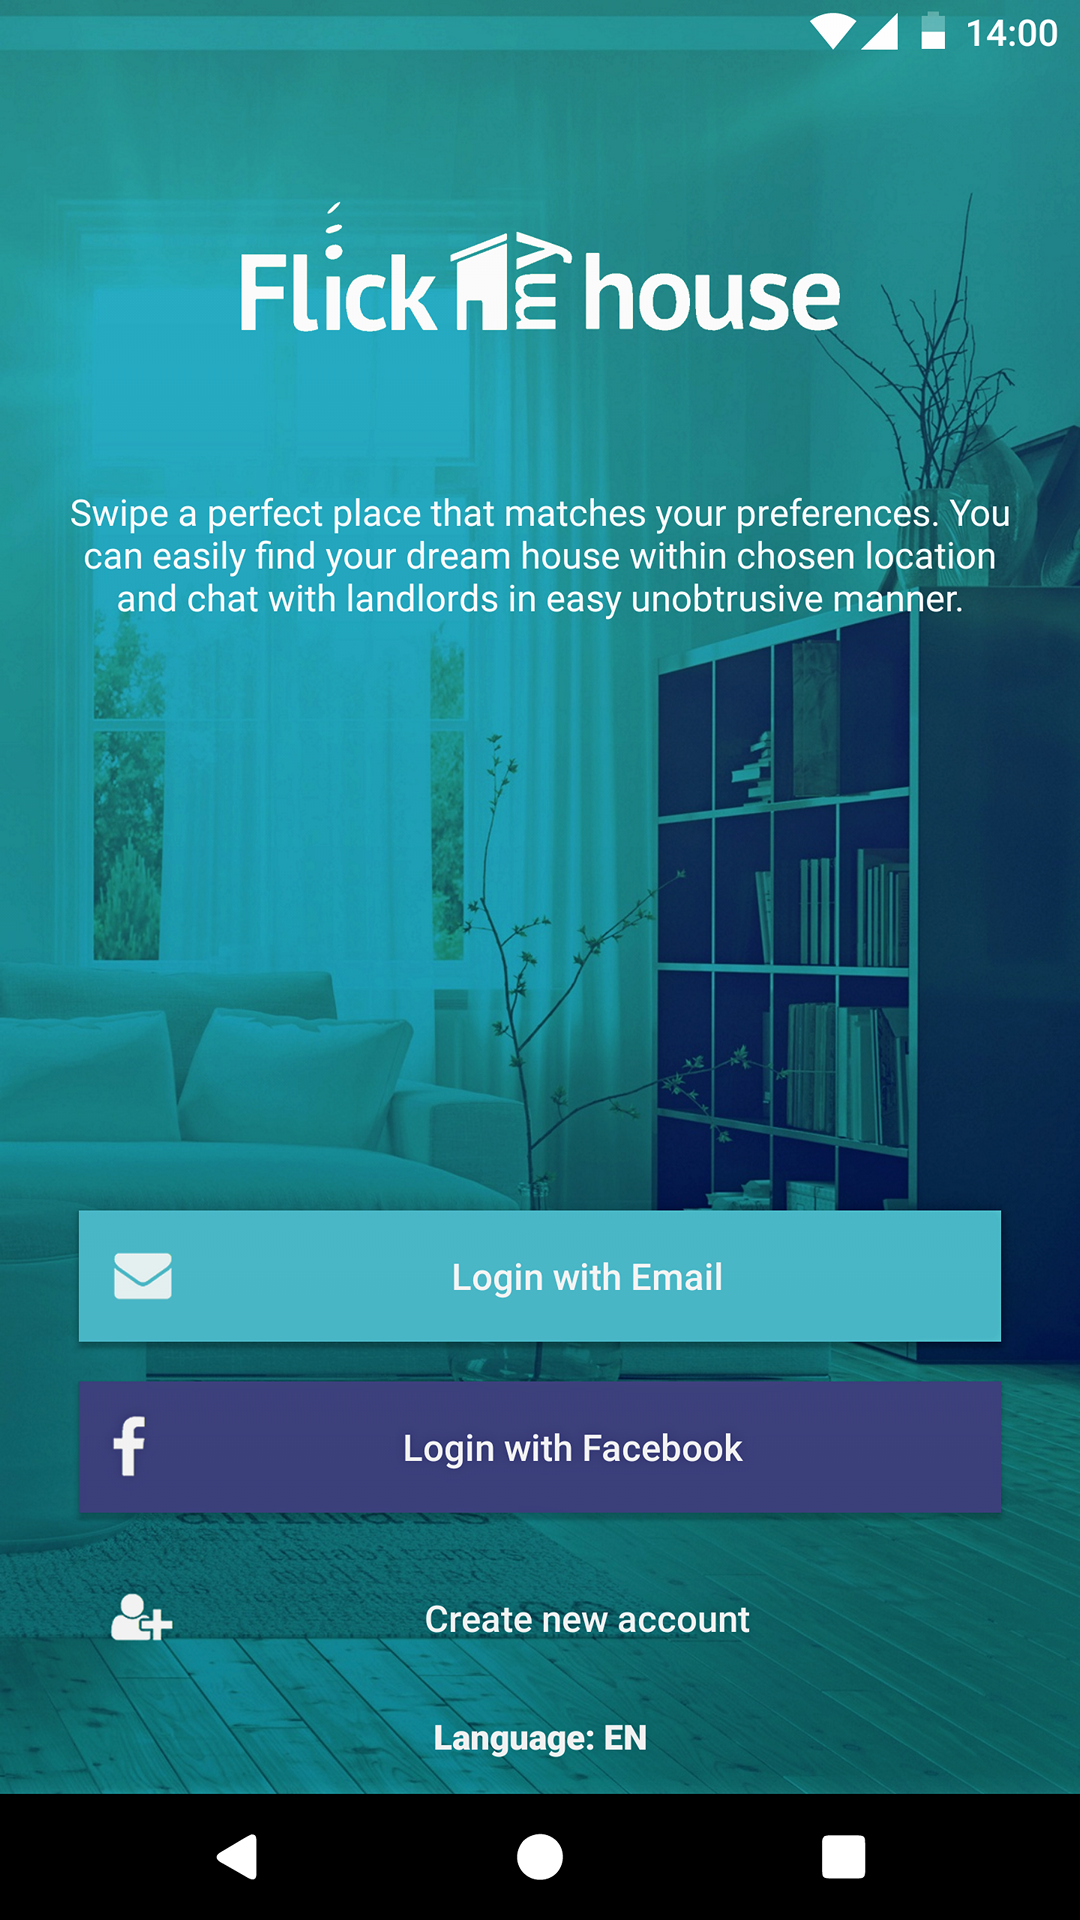 14:00
Flick my house
Swipe a perfect place that matches your preferences. You
can easily find your dream house within chosen location
and chat with landlords in easy unobtrusive manner.
Login with Email
f Login with Facebook
animals
inhabitants
Create new account
Language: EN